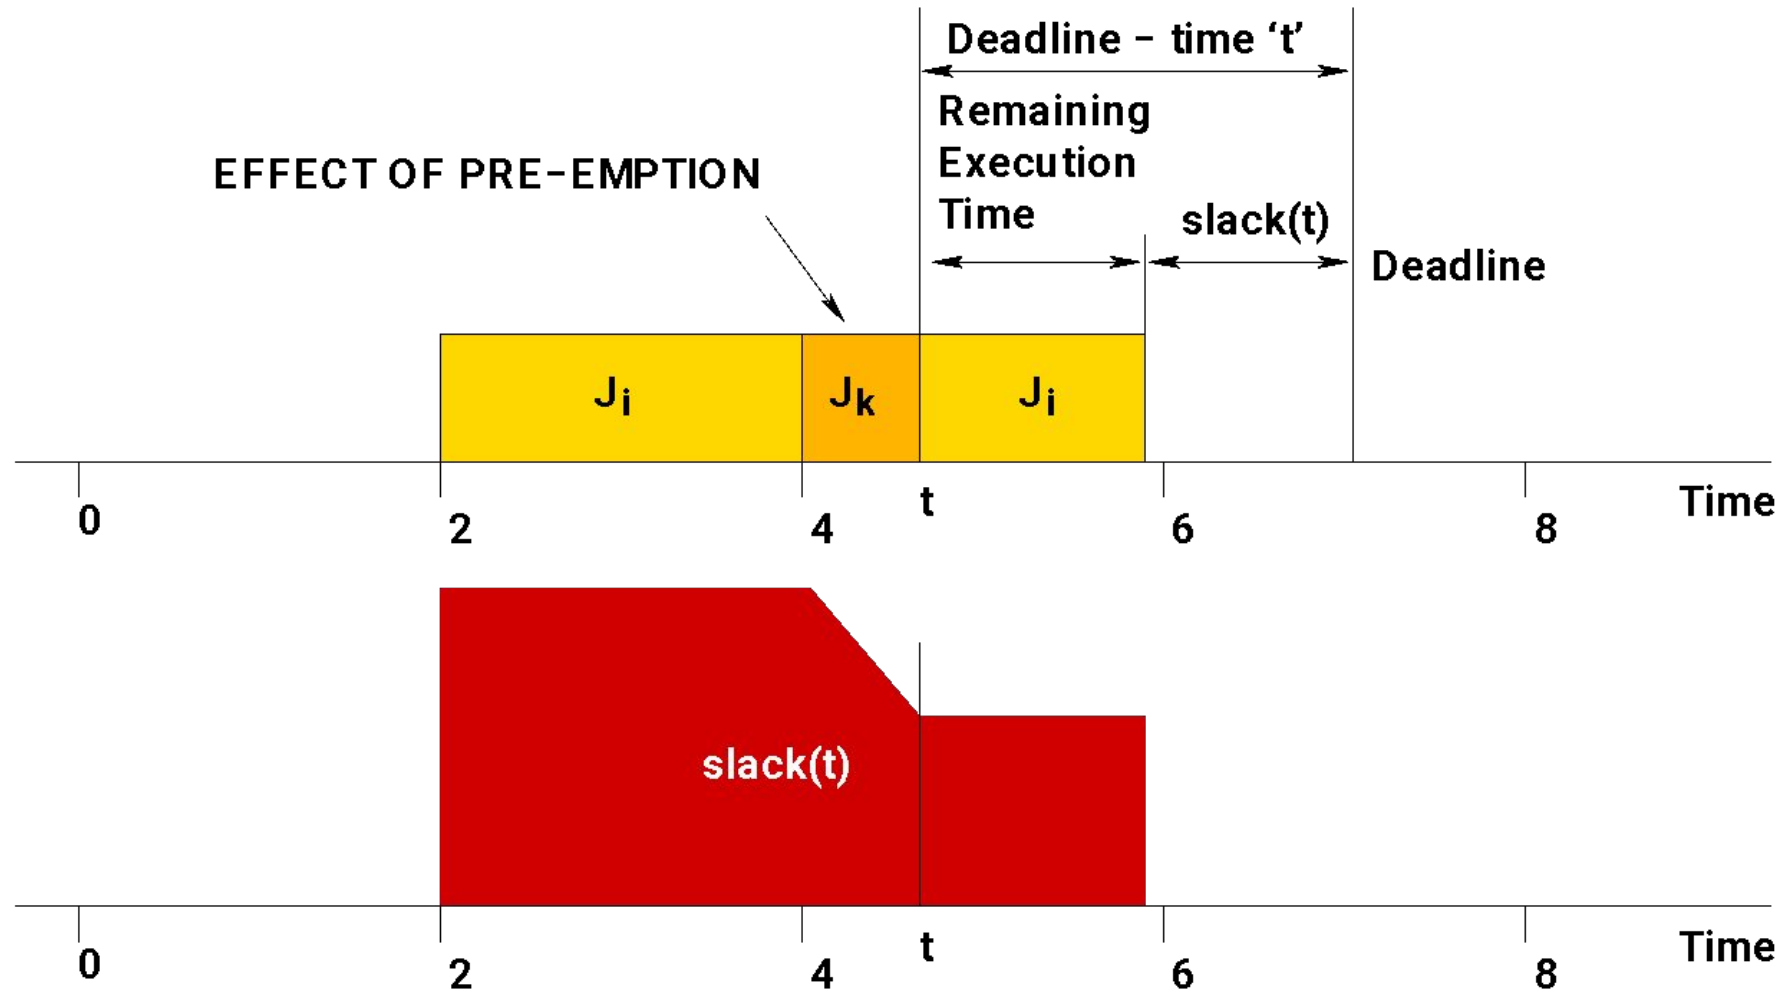 Deadline − time ‘t’
Remaining
Execution
Time
EFFECT OF PRE−EMPTION
slack(t)
Deadline
Ji
Jk
Ji
0
2
4
t
6
8
Time
slack(t)
0
2
4
t
6
8
Time